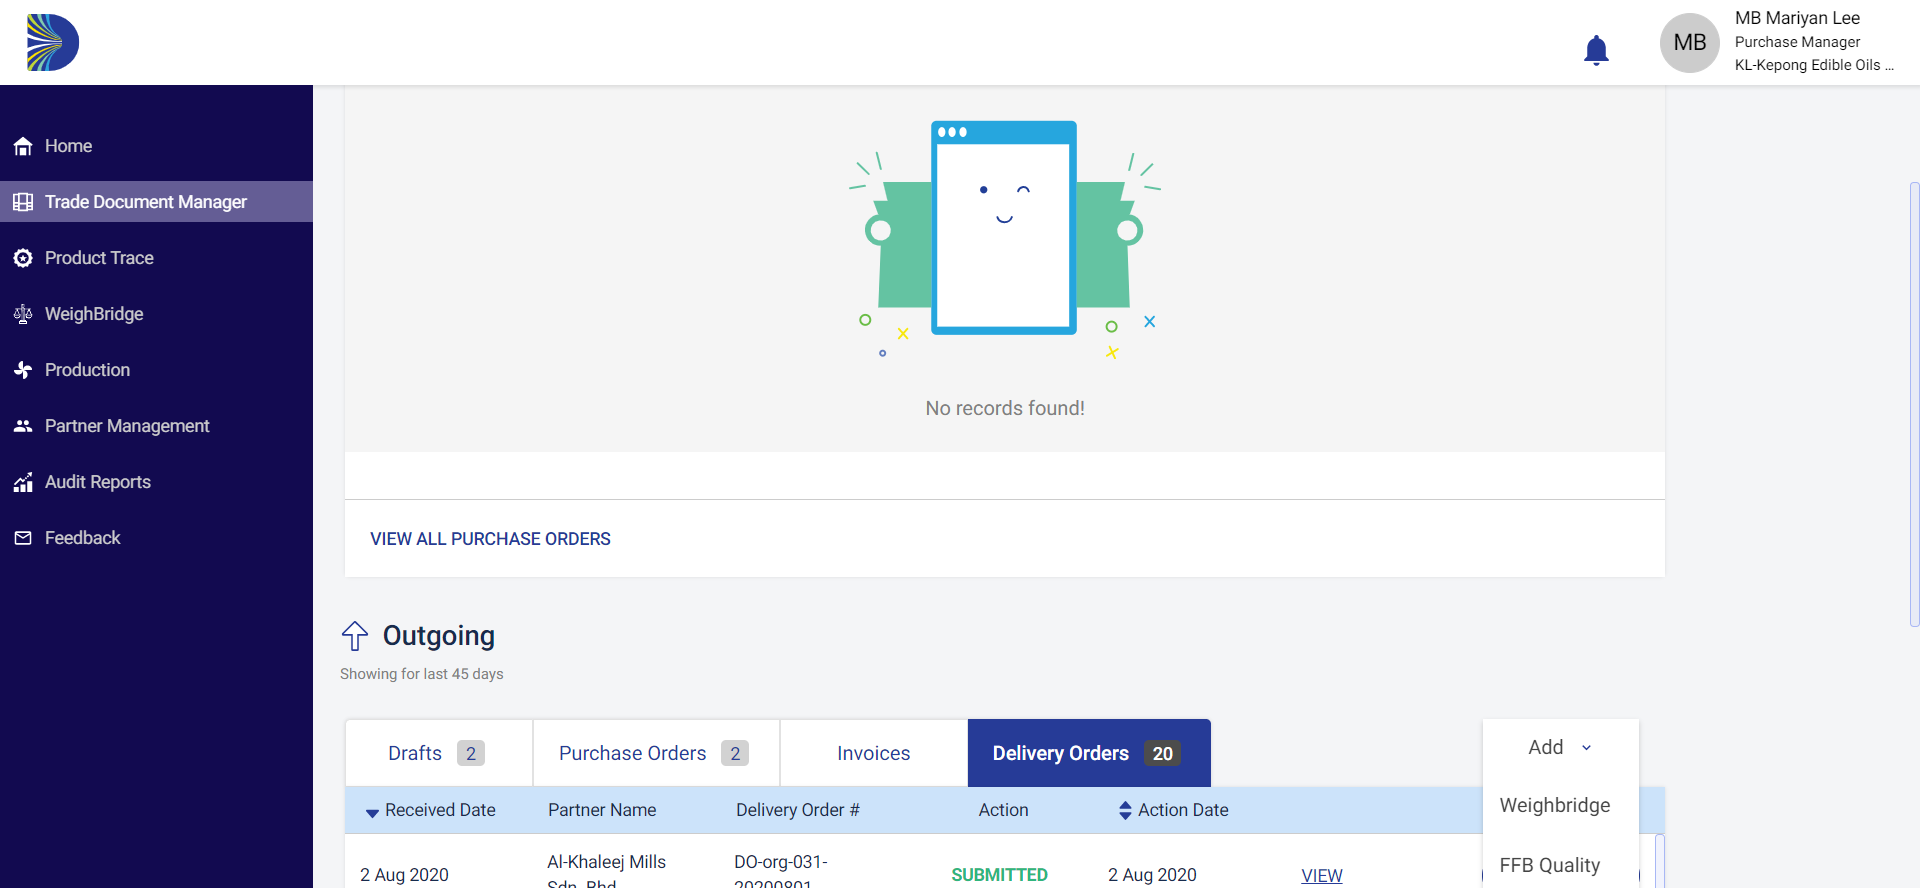 MB
MB Mariyan Lee
Purchase Manager
KL-Kepong Edible Oils ...
Home
Trade Document Manager
Product Trace
WeighBridge
Production
Partner Management
Audit Reports
Feedback
No records found!
VIEW ALL PURCHASE ORDERS
Outgoing
Showing for last 45 days
Drafts 2
Purchase Orders 2
Invoices
Delivery Orders 20
Add
Weighbridge
FFB Quality
Received Date Partner Name Delivery Order # Action Action Date
2 Aug 2020 Al-Khaleej Mills DO-org-031- SUBMITTED 2 Aug 2020 VIEW
Sdn. Bhd. 20200801